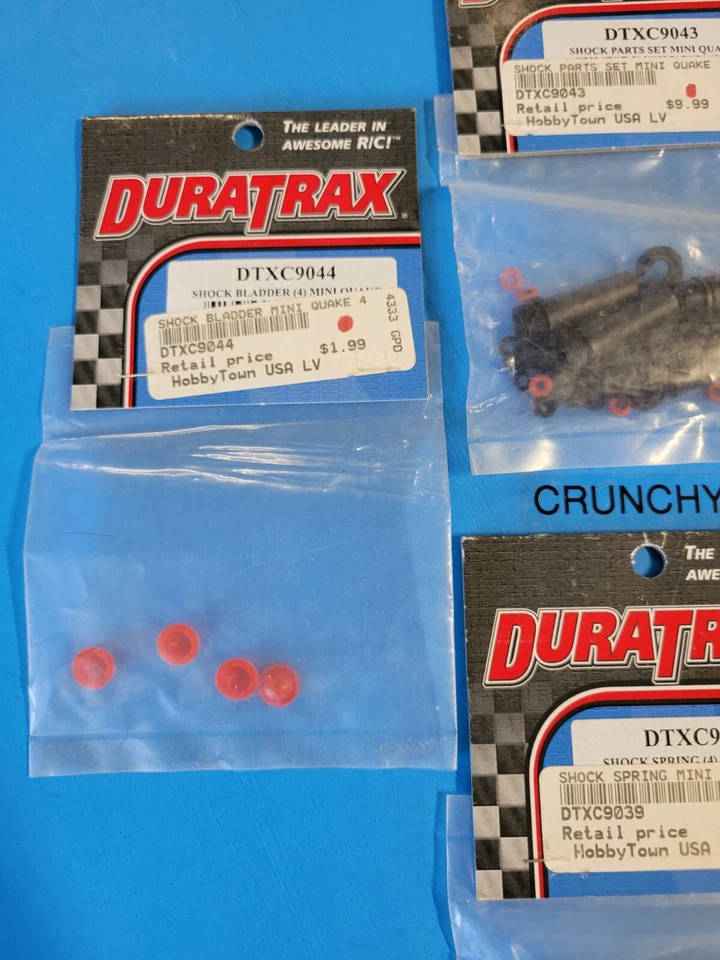 THE LEADER IN
AWESOME R/C!™
DURATRAX®
DTXC9044
SHOCK BLADDER (4) MINI QUAKE
SHOCK BLADDER MINI QUAKE 4
DTXC9044
Retail price $1.99
HobbyTown USA LV
4333 GPD
DTXC9043
SHOCK PARTS SET MINI QUA
SHOCK PARTS SET MINI QUAKE
DTXC9043
Retail price $9.99
HobbyTown USA LV
CRUNCHY
THE
AWE
DURATR
DTXC9
SHOCK SPRING (4)
SHOCK SPRING MINI
DTXC9039
Retail price
HobbyTown USA